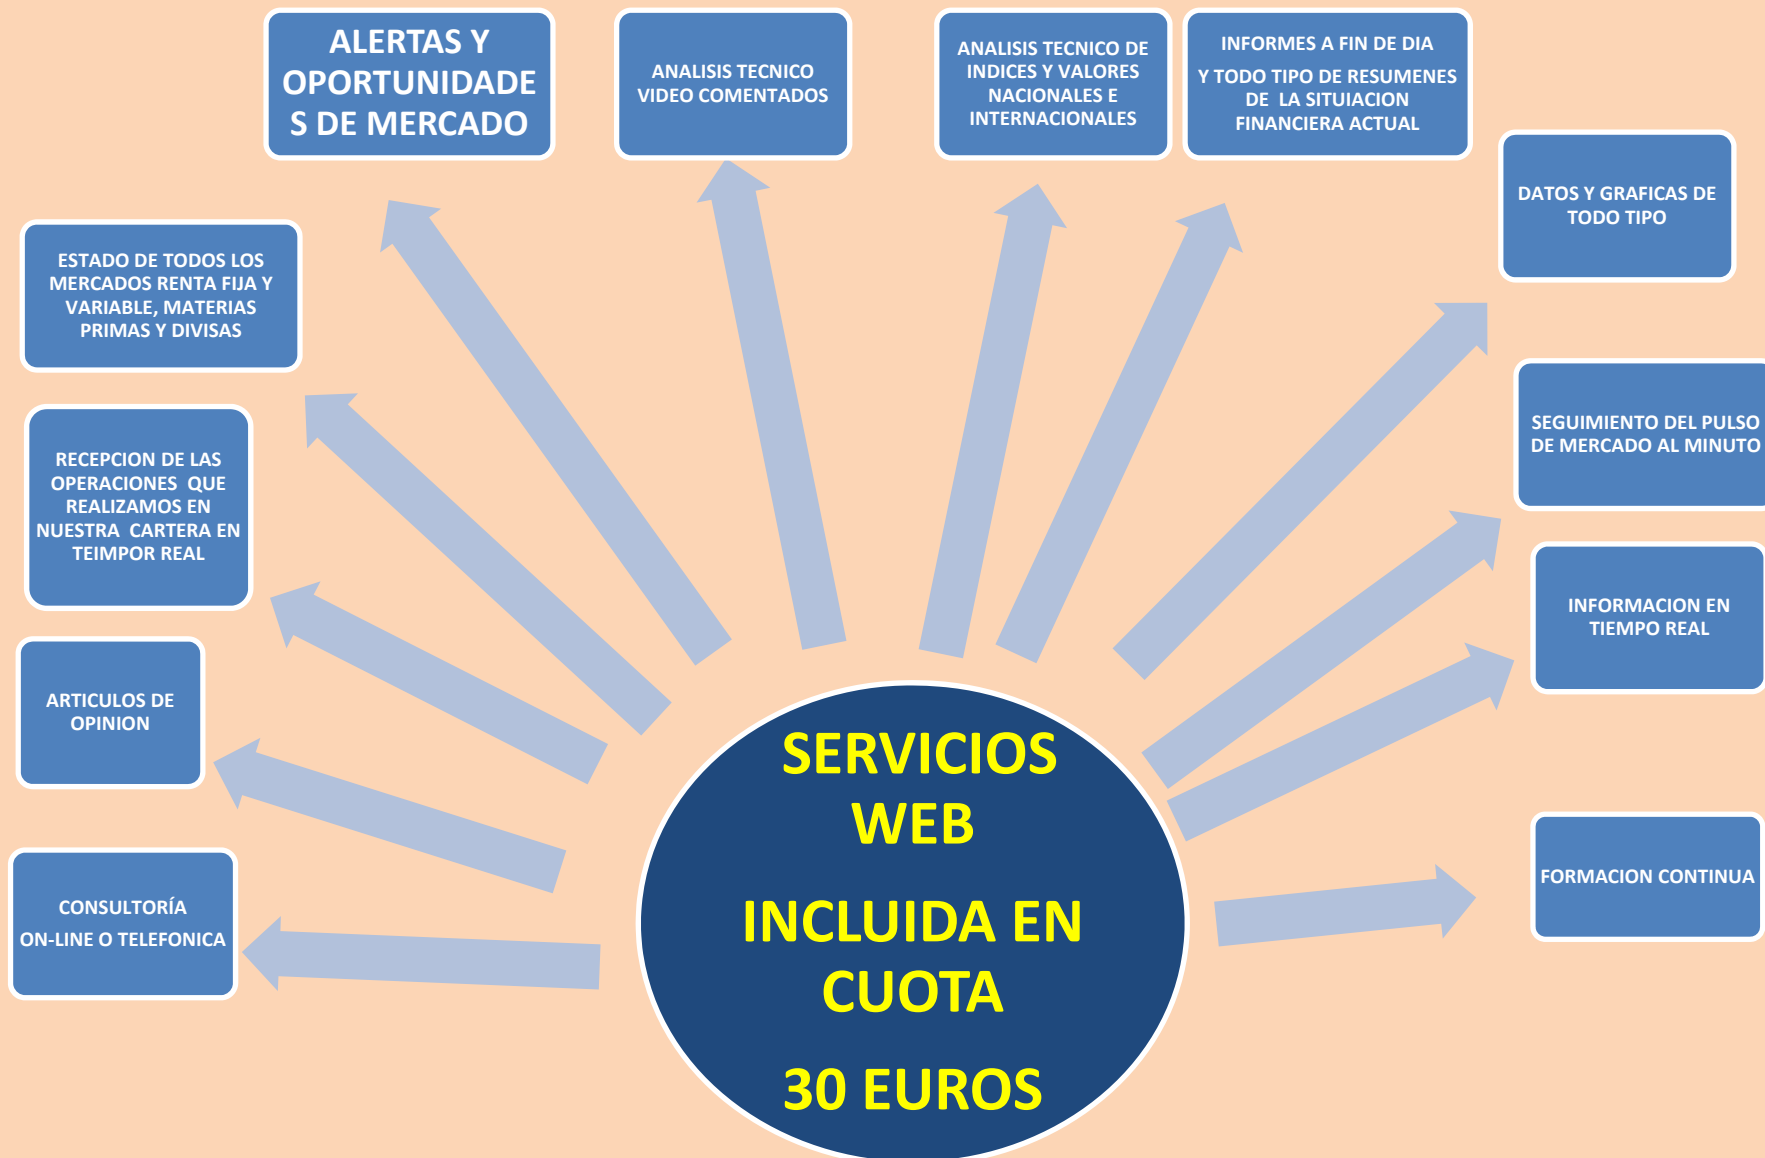 ALERTAS Y
OPORTUNIDADE
S DE MERCADO
ANALISIS TECNICO
VIDEO COMENTADOS
ANALISIS TECNICO DE
INDICES Y VALORES
NACIONALES E
INTERNACIONALES
INFORMES A FIN DE DIA
Y TODO TIPO DE RESUMENES
DE LA SITUIACION
FINANCIERA ACTUAL
DATOS Y GRAFICAS DE
TODO TIPO
ESTADO DE TODOS LOS
MERCADOS RENTA FIJA Y
VARIABLE, MATERIAS
PRIMAS Y DIVISAS
SEGUIMIENTO DEL PULSO
DE MERCADO AL MINUTO
RECEPCION DE LAS
OPERACIONES QUE
REALIZAMOS EN
NUESTRA CARTERA EN
TEIMPOR REAL
INFORMACION EN
TIEMPO REAL
ARTICULOS DE
OPINION
FORMACION CONTINUA
CONSULTORÍA
ON-LINE O TELEFONICA
SERVICIOS
WEB
INCLUIDA EN
CUOTA
30 EUROS